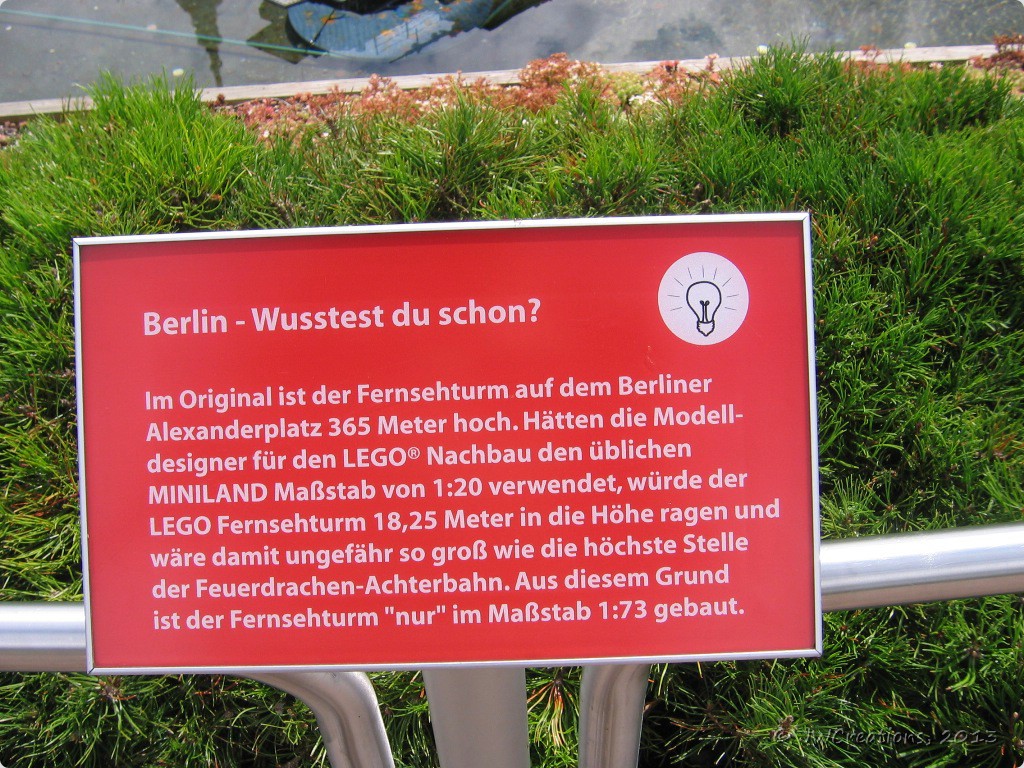 Berlin - Wusstest du schon?
Im Original ist der Fernsehturm auf dem Berliner
Alexanderplatz 365 Meter hoch. Hätten die Modell-
designer für den LEGO® Nachbau den üblichen
MINILAND Maßstab von 1:20 verwendet, würde der
LEGO Fernsehturm 18,25 Meter in die Höhe ragen und
wäre damit ungefähr so groß wie die höchste Stelle
der Feuerdrachen-Achterbahn. Aus diesem Grund
ist der Fernsehturm "nur" im Maßstab 1:73 gebaut.
2013